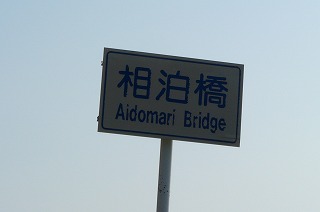 相泊橋
Aidomari Bridge